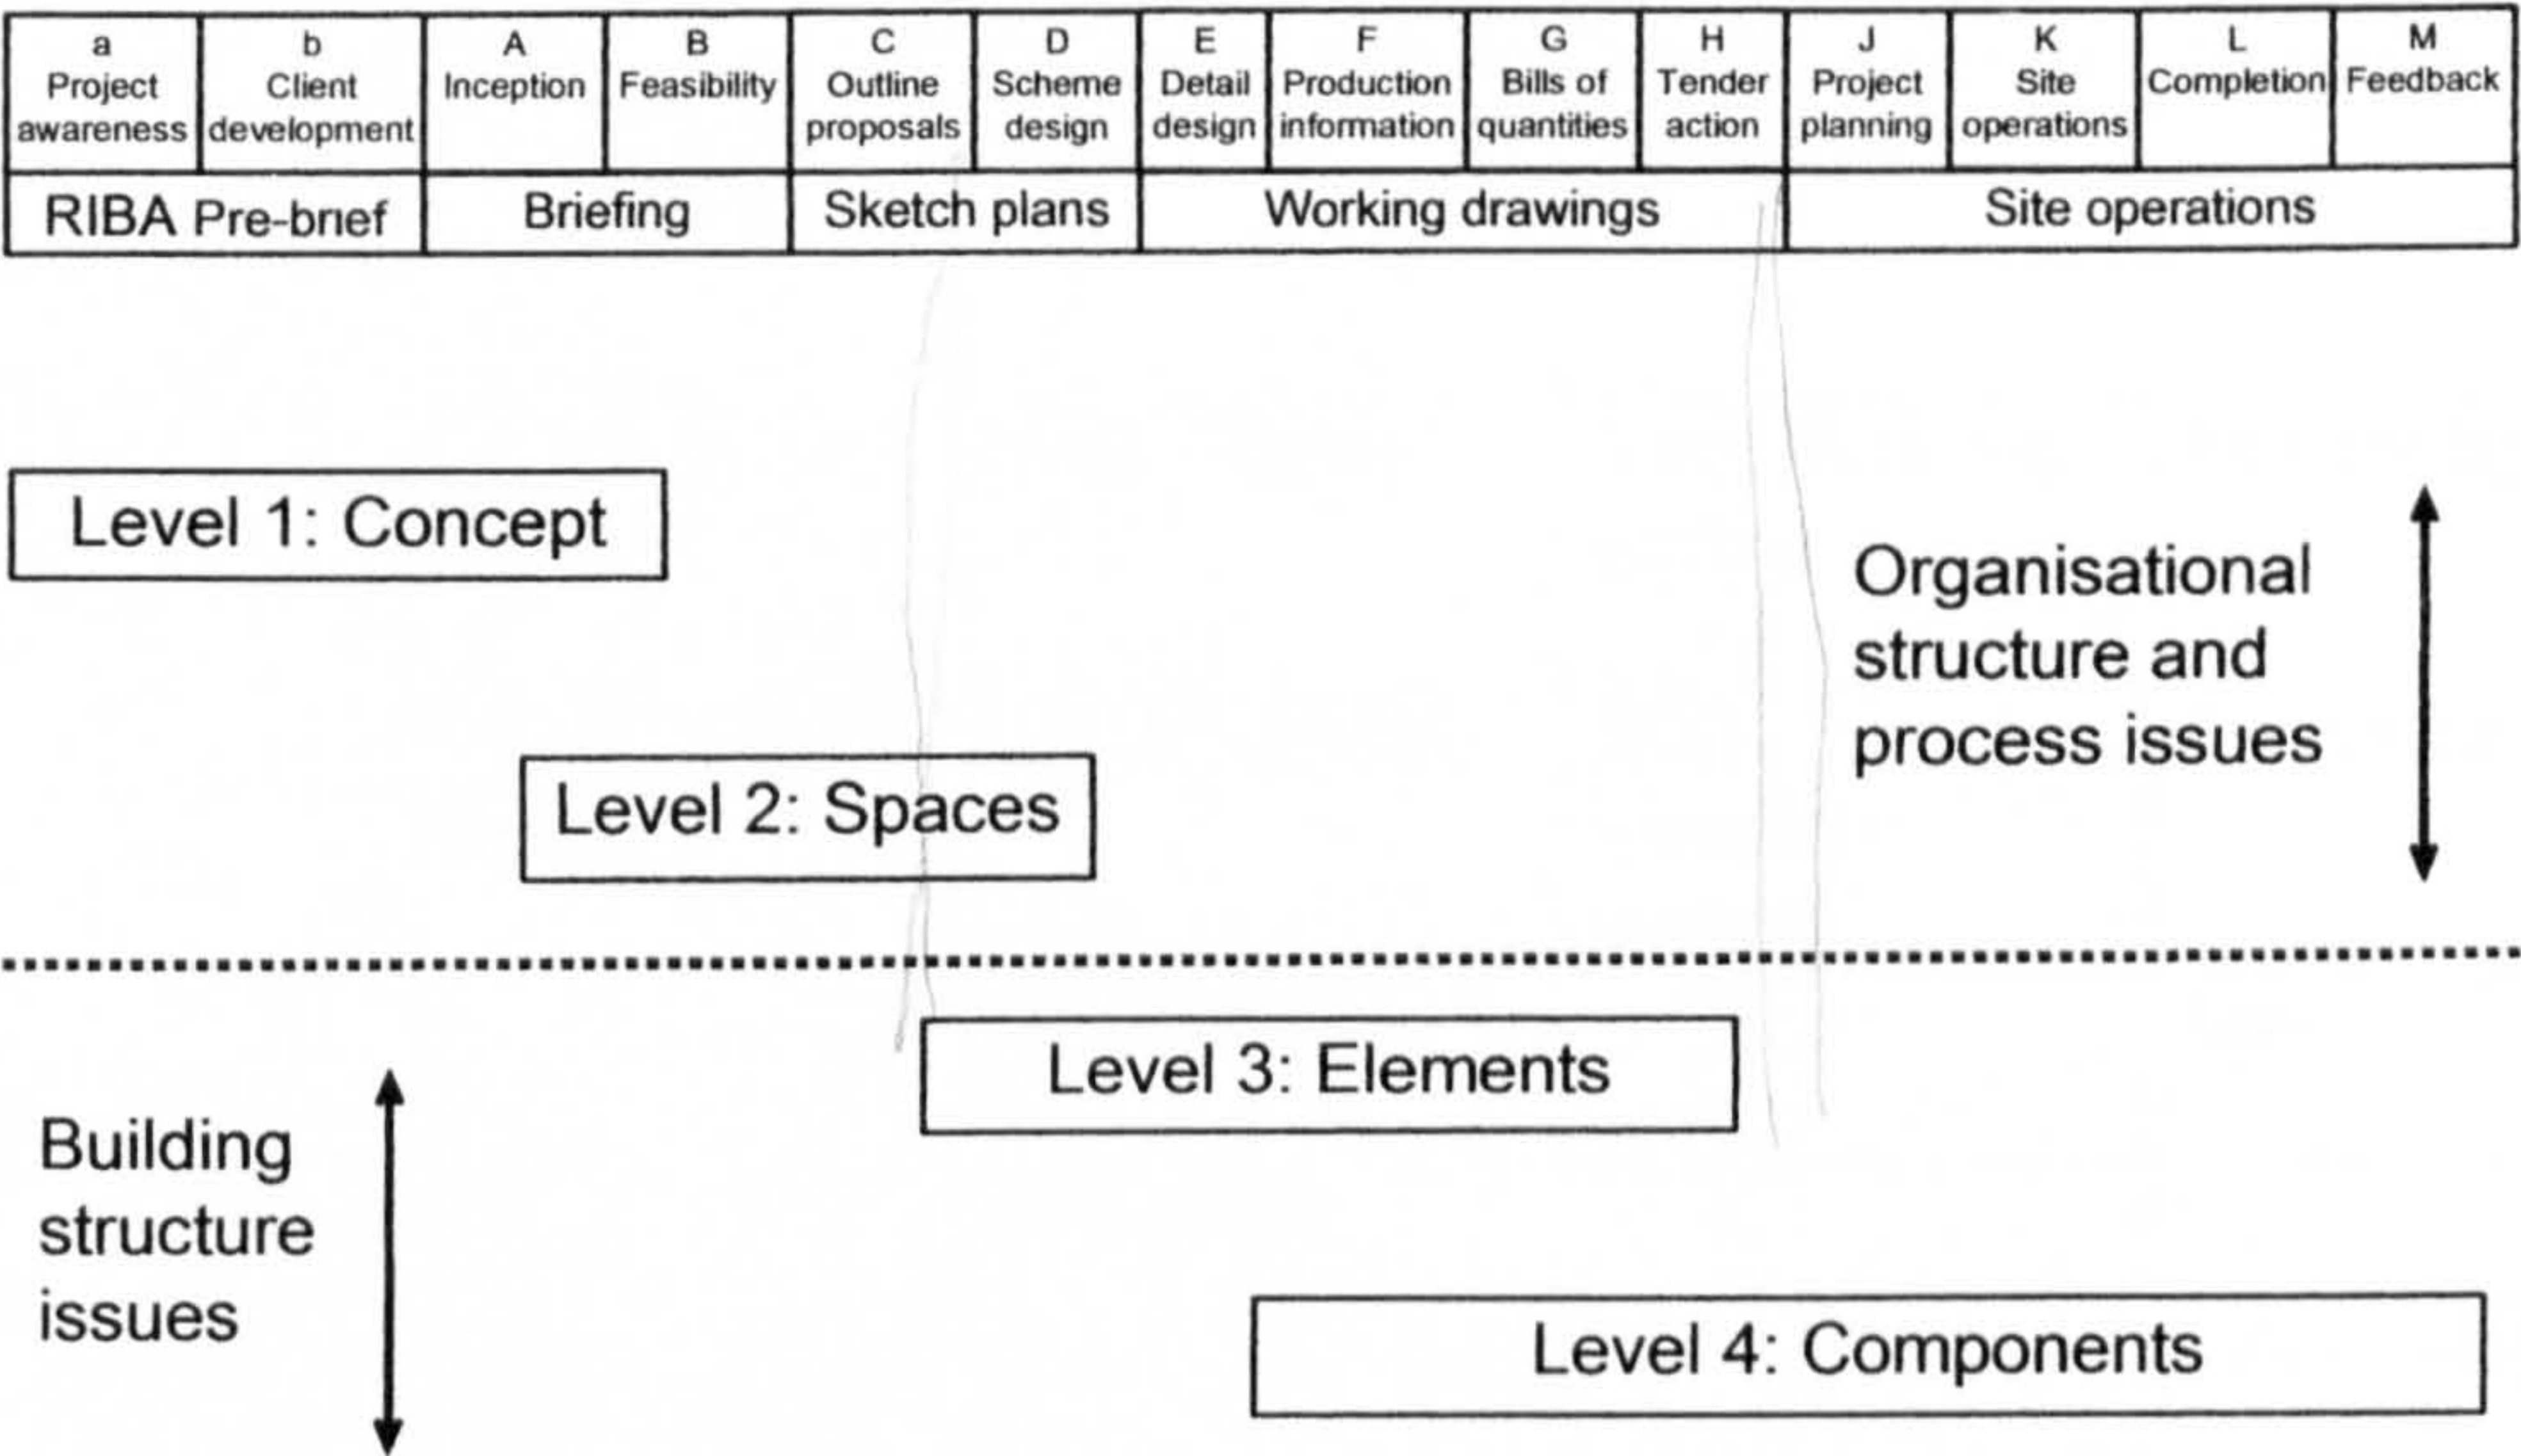 a b A B C D E F G H J K L M
Project Client Inception Feasibility Outline Scheme Detail Production Bills of Tender Project Site Completion Feedback
awareness development proposals design design information quantities action planning operations
RIBA Pre-brief Briefing Sketch plans Working drawings Site operations
Level 1: Concept
Organisational
structure and
process issues
Level 2: Spaces
Level 3: Elements
Building
structure
issues
Level 4: Components